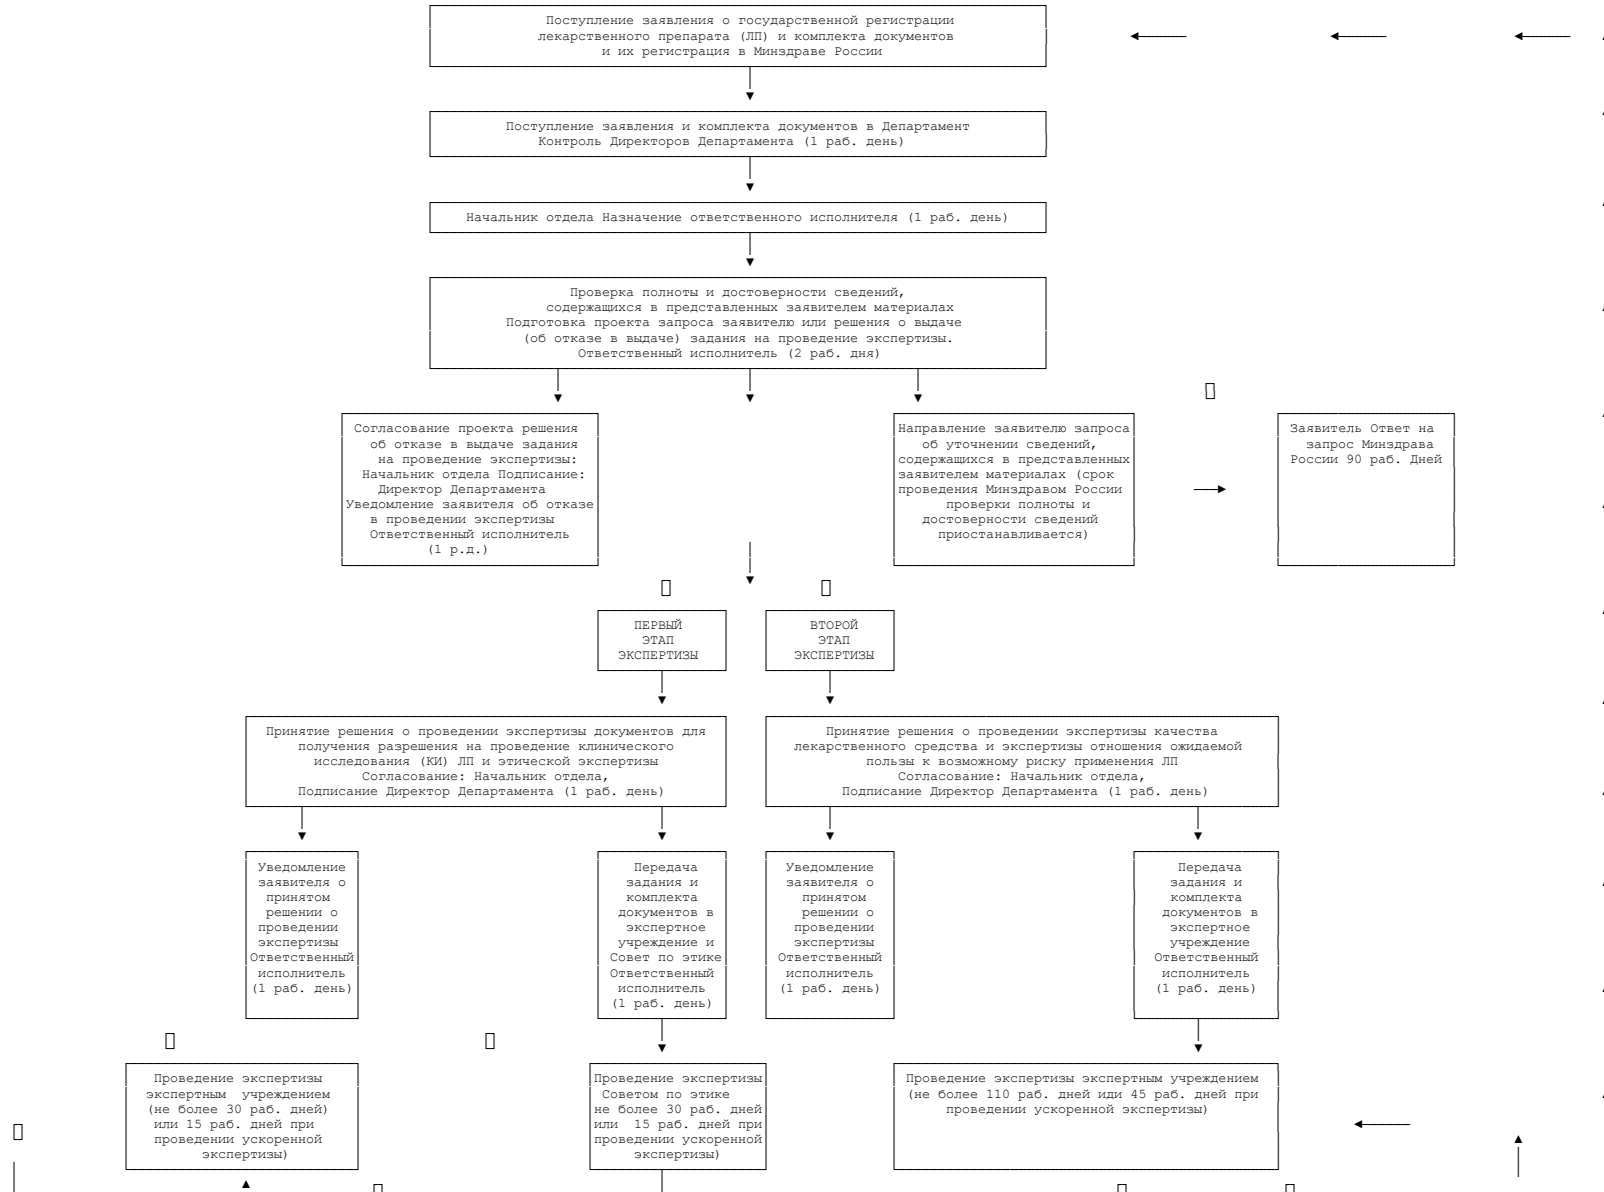 Поступление заявления о государственной регистрации
лекарственного препарата (ЛП) и комплекта документов
и их регистрация в Минздраве России
Поступление заявления и комплекта документов в Департамент
Контроль Директоров Департамента (1 раб. день)
Начальник отдела Назначение ответственного исполнителя (1 раб. день)
Проверка полноты и достоверности сведений,
содержащихся в представленных заявителем материалах
Подготовка проекта запроса заявителю или решения о выдаче
(об отказе в выдаче) задания на проведение экспертизы.
Ответственный исполнитель (2 раб. дня)
Согласование проекта решения
об отказе в выдаче задания
на проведение экспертизы:
Начальник отдела Подписание:
Директор Департамента
Уведомление заявителя об отказе
в проведении экспертизы
Ответственный исполнитель
(1 р.д.)
Направление заявителю запроса
об уточнении сведений,
содержащихся в представленных
заявителем материалах (срок
проведения Минздравом России
проверки полноты и
достоверности сведений
приостанавливается)
Заявитель Ответ на
запрос Минздрава
России 90 раб. Дней
ПЕРВЫЙ
ЭТАП
ЭКСПЕРТИЗЫ
ВТОРОЙ
ЭТАП
ЭКСПЕРТИЗЫ
Принятие решения о проведении экспертизы документов для
получения разрешения на проведение клинического
исследования (КИ) ЛП и этической экспертизы
Согласование: Начальник отдела,
Подписание Директор Департамента (1 раб. день)
Принятие решения о проведении экспертизы качества
лекарственного средства и экспертизы отношения ожидаемой
пользы к возможному риску применения ЛП
Согласование: Начальник отдела,
Подписание Директор Департамента (1 раб. день)
Уведомление
заявителя о
принятом
решении о
проведении
экспертизы
Ответственный
исполнитель
(1 раб. день)
Передача
задания и
комплекта
документов в
экспертное
учреждение и
Совет по этике
Ответственный
исполнитель
(1 раб. день)
Уведомление
заявителя о
принятом
решении о
проведении
экспертизы
Ответственный
исполнитель
(1 раб. день)
Передача
задания и
комплекта
документов в
экспертное
учреждение
Ответственный
исполнитель
(1 раб. день)
Проведение экспертизы
экспертным учреждением
(не более 30 раб. дней)
или 15 раб. дней при
проведении ускоренной
экспертизы)
Проведение экспертизы
Советом по этике
не более 30 раб. дней
или 15 раб. дней при
проведении ускоренной
экспертизы)
Проведение экспертизы экспертным учреждением
(не более 110 раб. дней иди 45 раб. дней при
проведении ускоренной экспертизы)